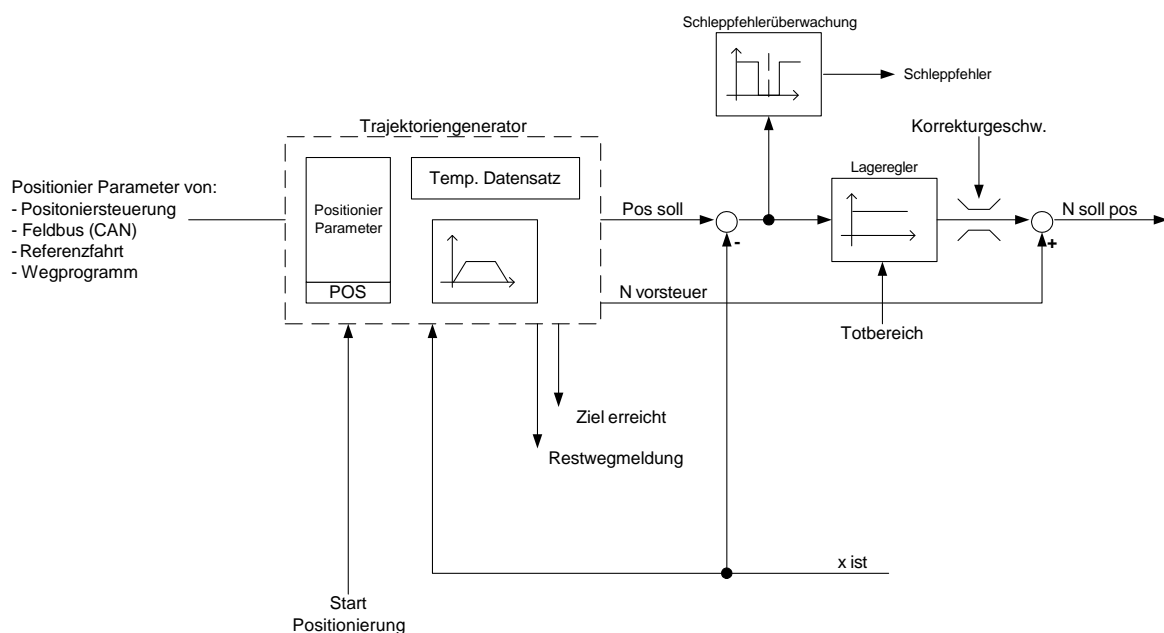 Schleppfehlerüberwachung
Schleppfehler
Trajektoriengenerator
Korrekturgeschw.
Lageregler
Temp. Datensatz
Positionier Parameter von:
- Positoniersteuerung
- Feldbus (CAN)
- Referenzfahrt
- Wegprogramm
Positionier
Parameter
POS
Pos soll
-
N soll pos
+
N vorsteuer
Totbereich
Ziel erreicht
Restwegmeldung
x ist
Start
Positionierung